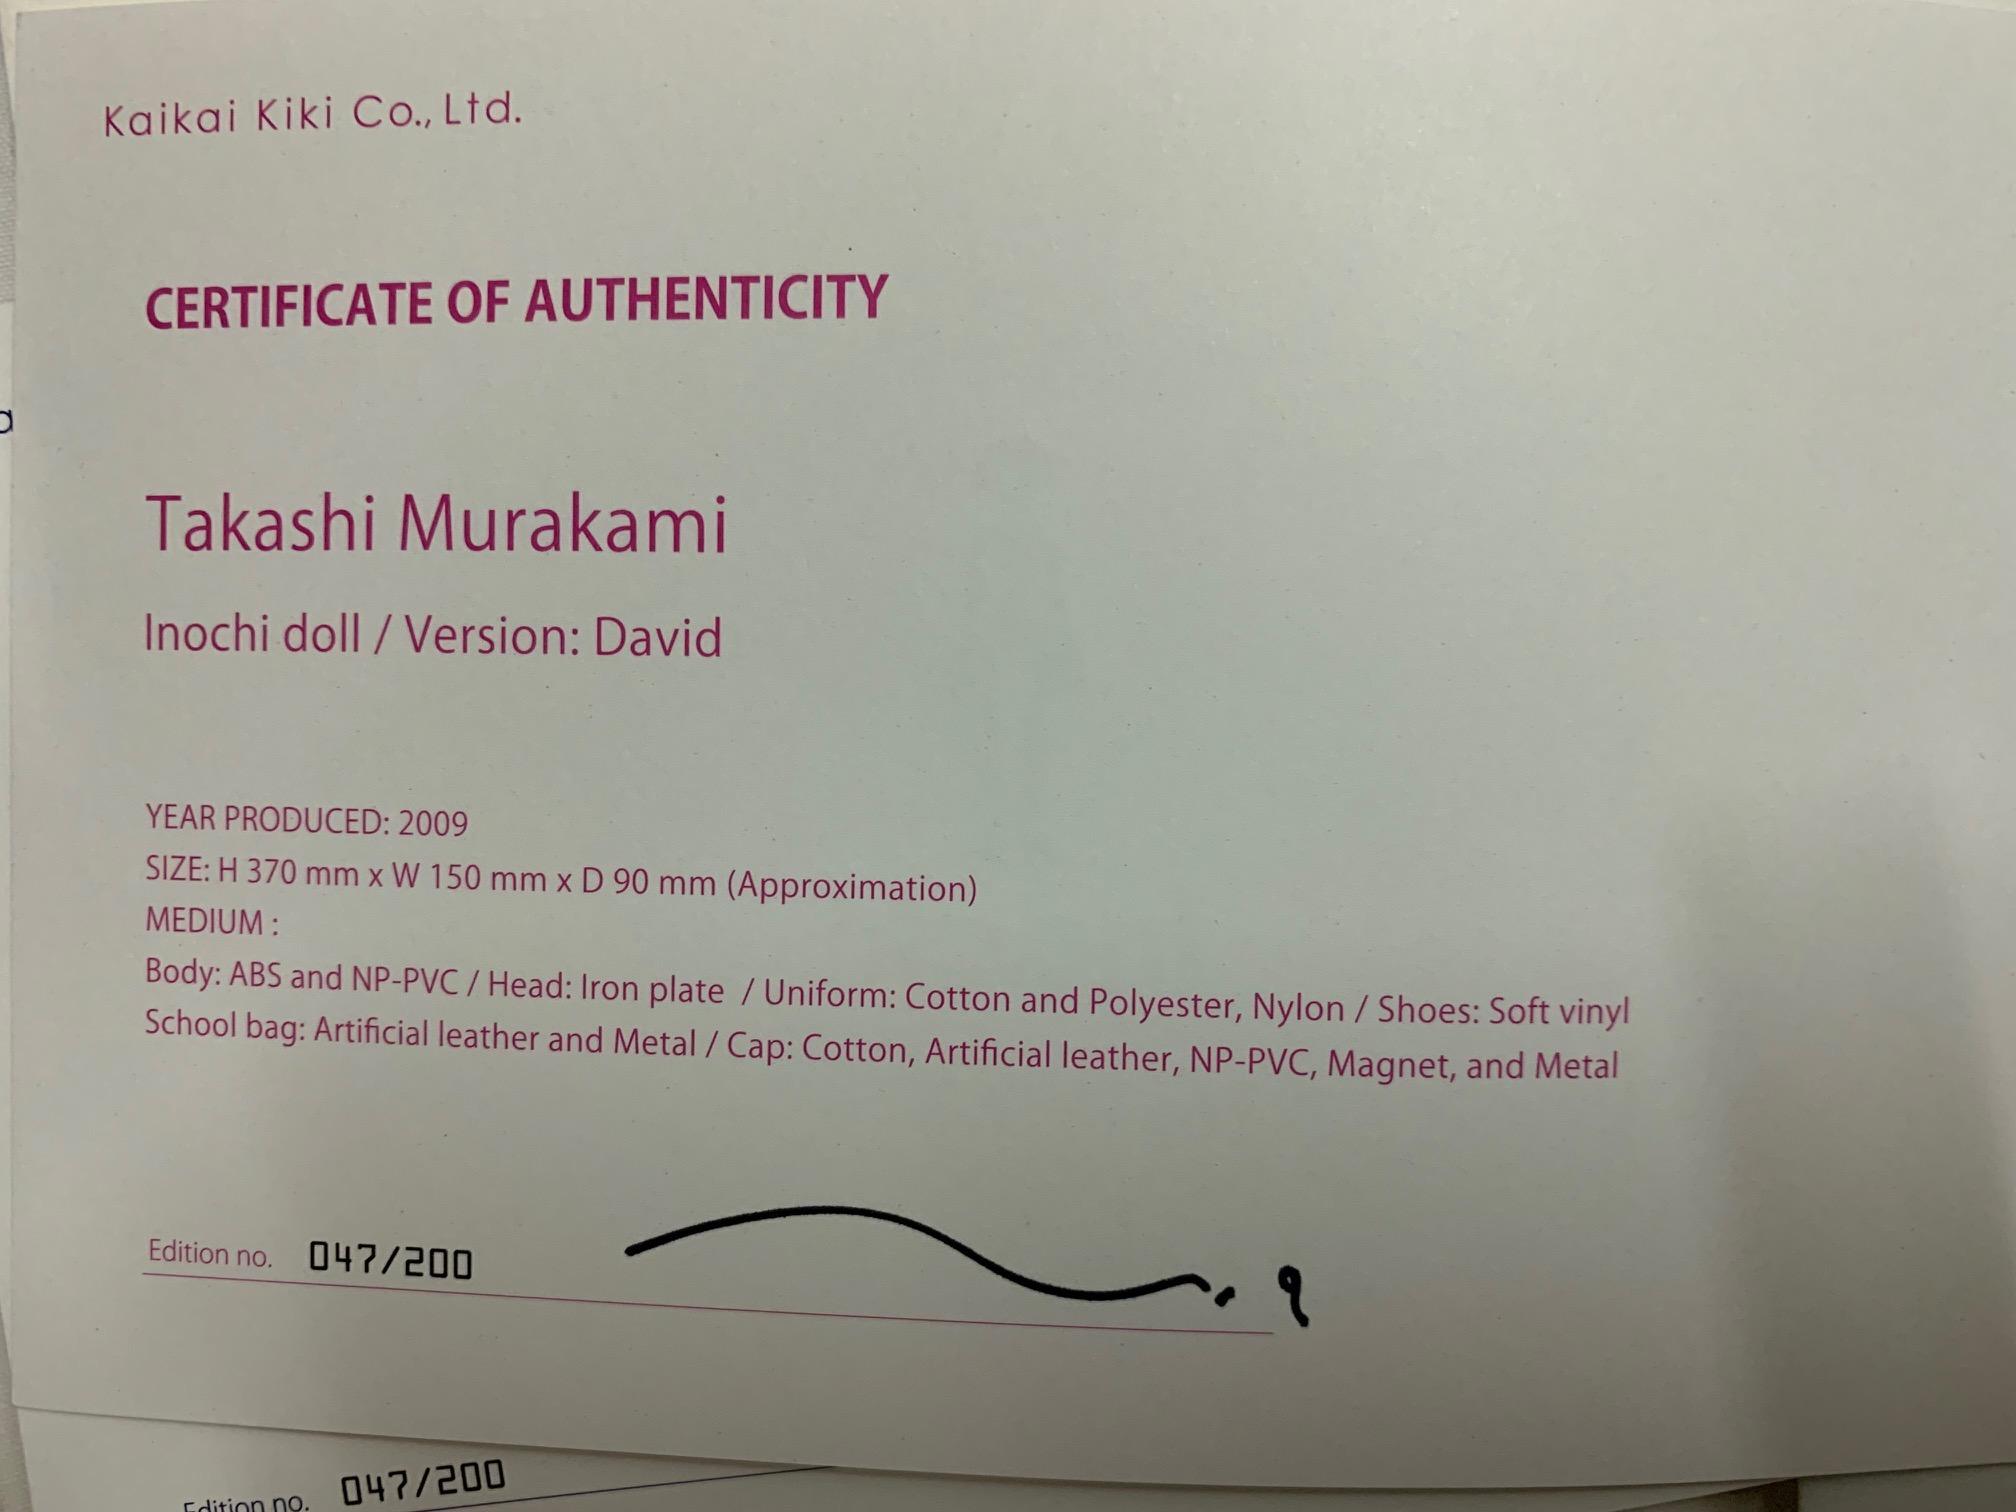 Kaikai Kiki Co., Ltd.
CERTIFICATE OF AUTHENTICITY
a
Takashi Murakami
Inochi doll / Version: David
YEAR PRODUCED: 2009
SIZE: H 370 mm x W 150 mm x D 90 mm (Approximation)
MEDIUM :
Body: ABS and NP-PVC / Head: Iron plate / Uniform: Cotton and Polyester, Nylon / Shoes: Soft vinyl
School bag: Artificial leather and Metal / Cap: Cotton, Artificial leather, NP-PVC, Magnet, and Metal
Edition no. 047/200
Edition no. 047/200